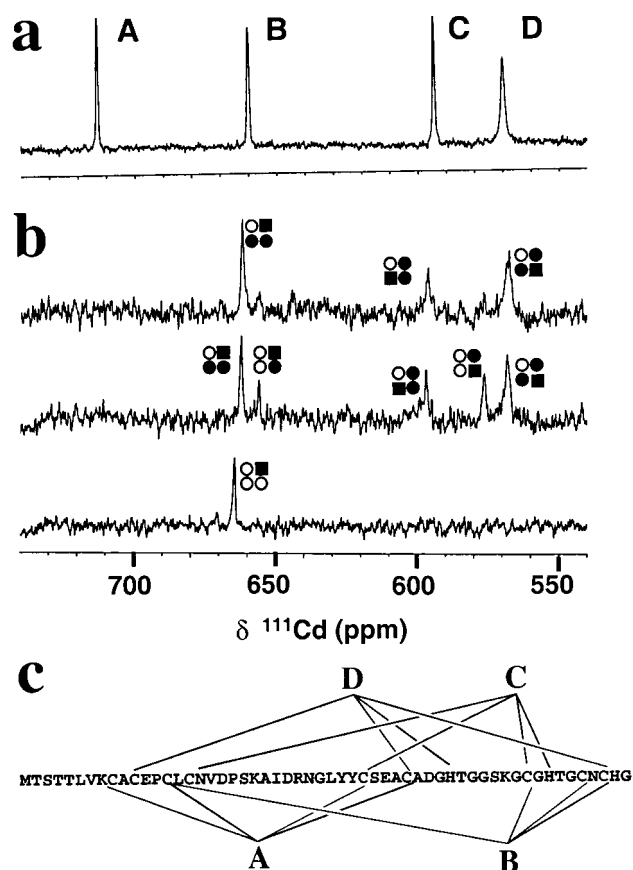 a
A B C D
b
700 650 600 550
δ ¹¹¹Cd (ppm)
c
D C
MTSTTLVKCACEPCLCNVDPSKAIDRNGLYYCSEACADGHTGGSKGCGHTGCNCHG
A B